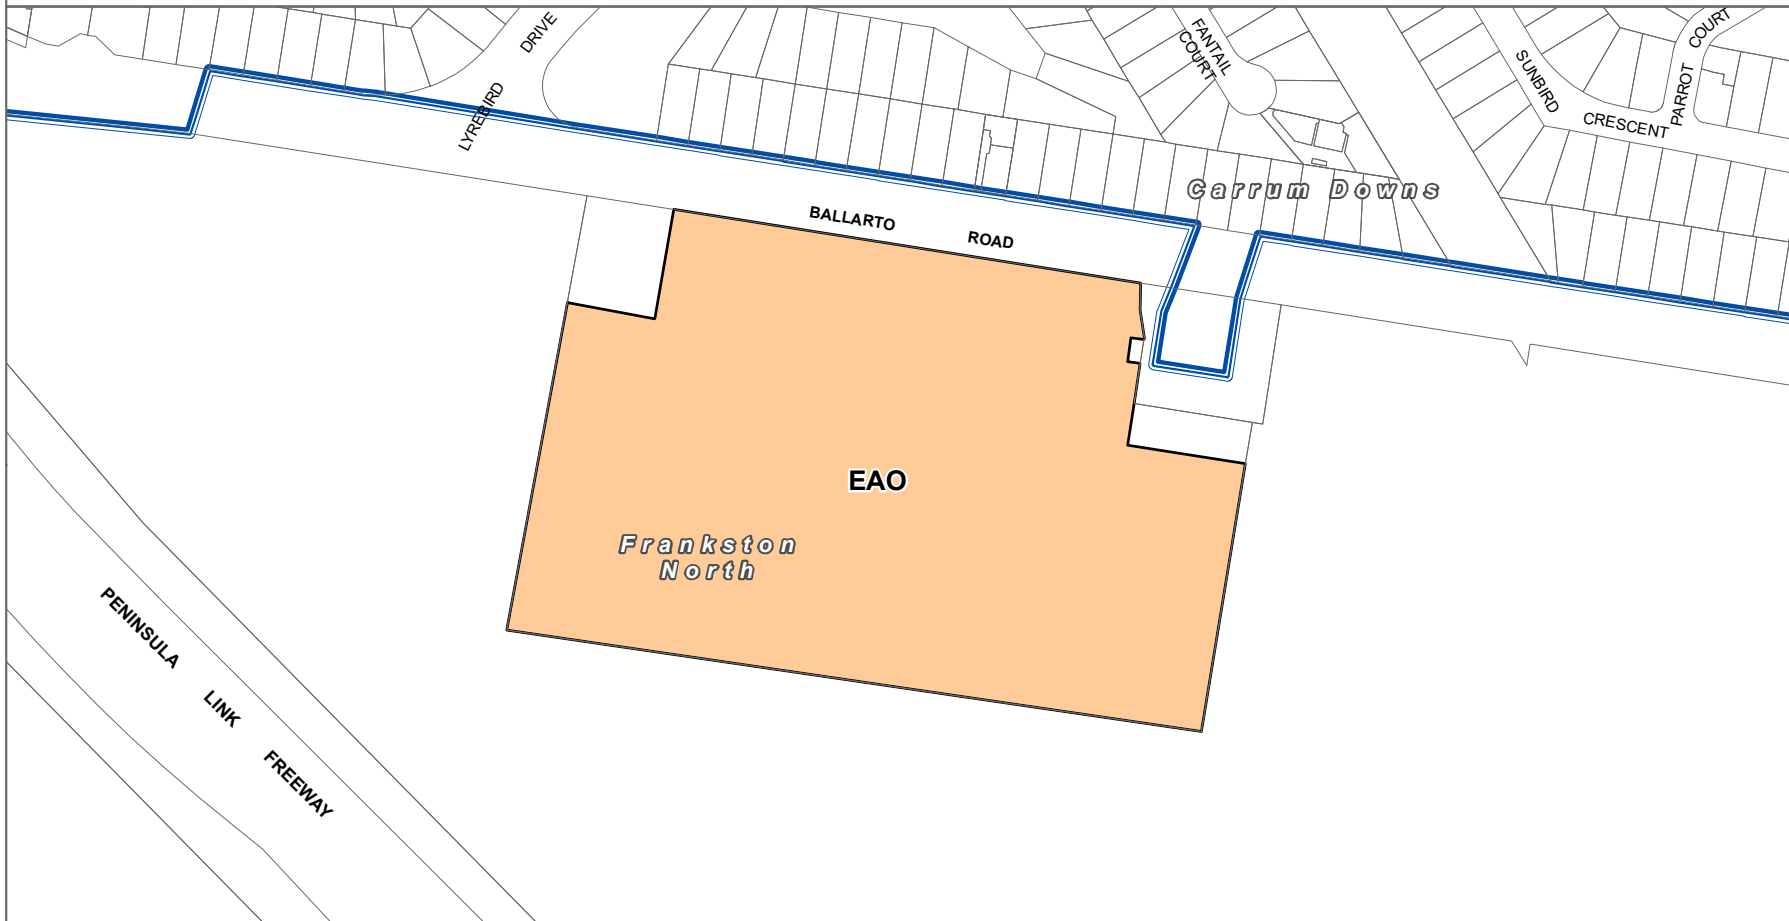 DRIVE
LYREBIRD
FANTAIL
COURT
SUNBIRD
CRESCENT
PARROT
COURT
Carrum Downs
BALLARTO ROAD
EAO
Frankston
North
PENINSULA LINK FREEWAY